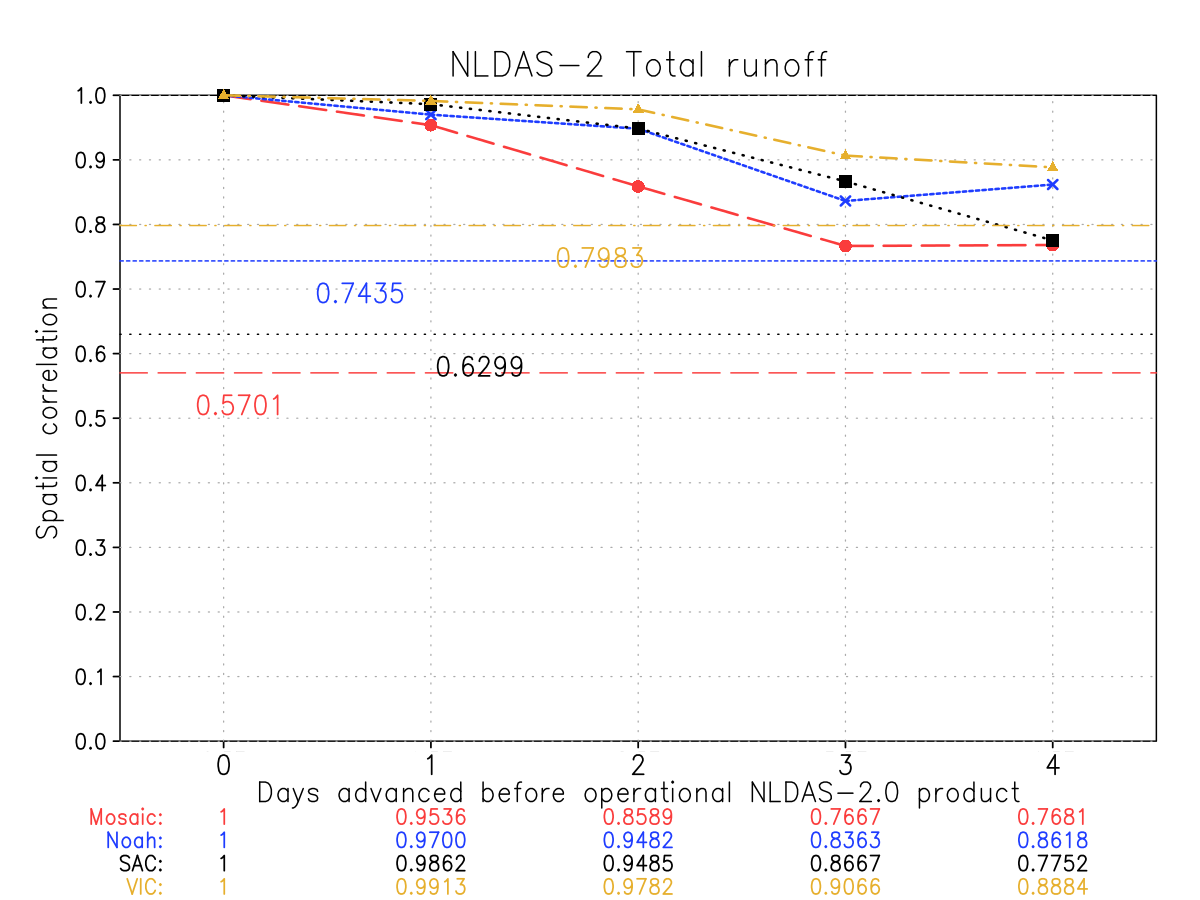 NLDAS-2 Total runoff
Spatial correlation
1.0
0.9
0.8
0.7983
0.7435
0.7
0.6
0.6299
0.5701
0.5
0.4
0.3
0.2
0.1
0.0
0 1 2 3 4
Days advanced before operational NLDAS-2.0 product
Mosaic: 1 0.9536 0.8589 0.7667 0.7681
Noah: 1 0.9700 0.9482 0.8363 0.8618
SAC: 1 0.9862 0.9485 0.8667 0.7752
VIC: 1 0.9913 0.9782 0.9066 0.8884